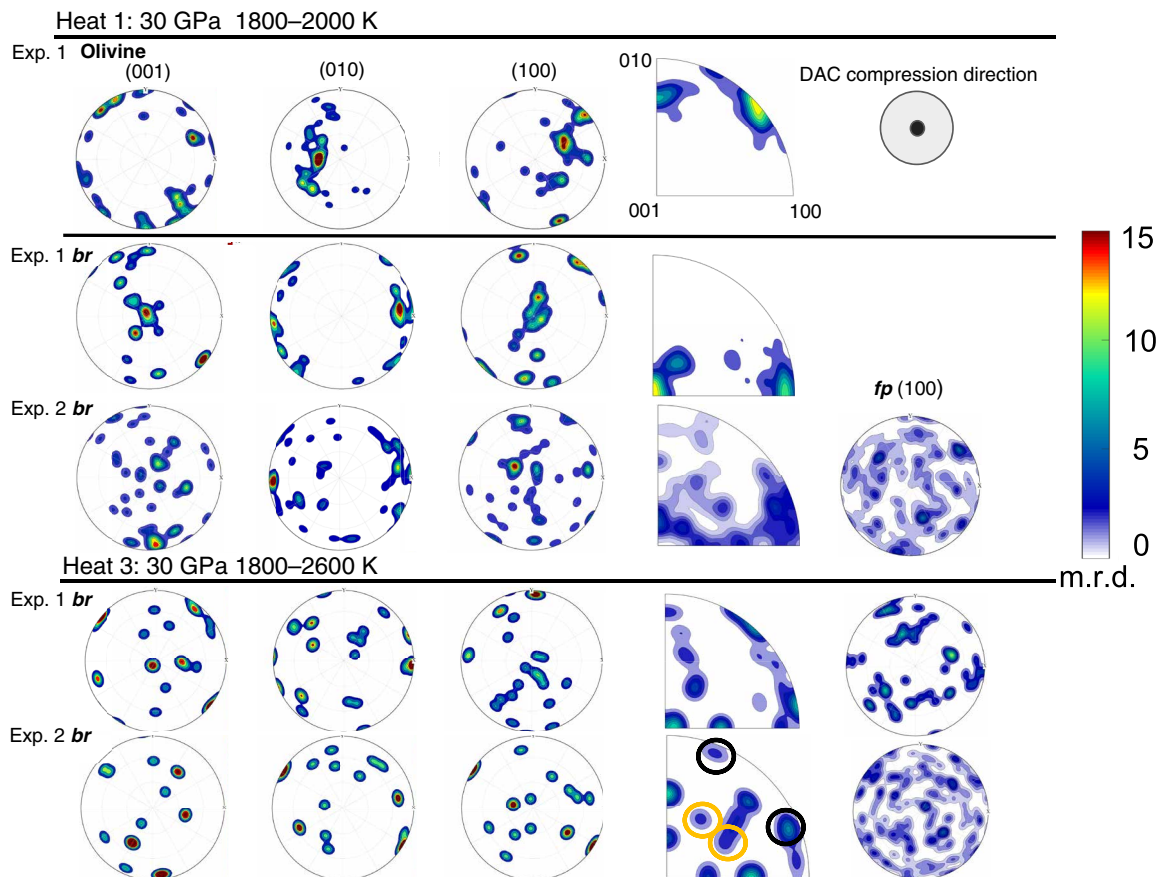 Heat 1: 30 GPa 1800–2000 K
Exp. 1 Olivine
(001) (010) (100)
010
DAC compression direction
Y X
Y X
Y X
001 100
Exp. 1 br
15
10
5
0
m.r.d.
Exp. 2 br
fp (100)
Heat 3: 30 GPa 1800–2600 K
Exp. 1 br
Exp. 2 br